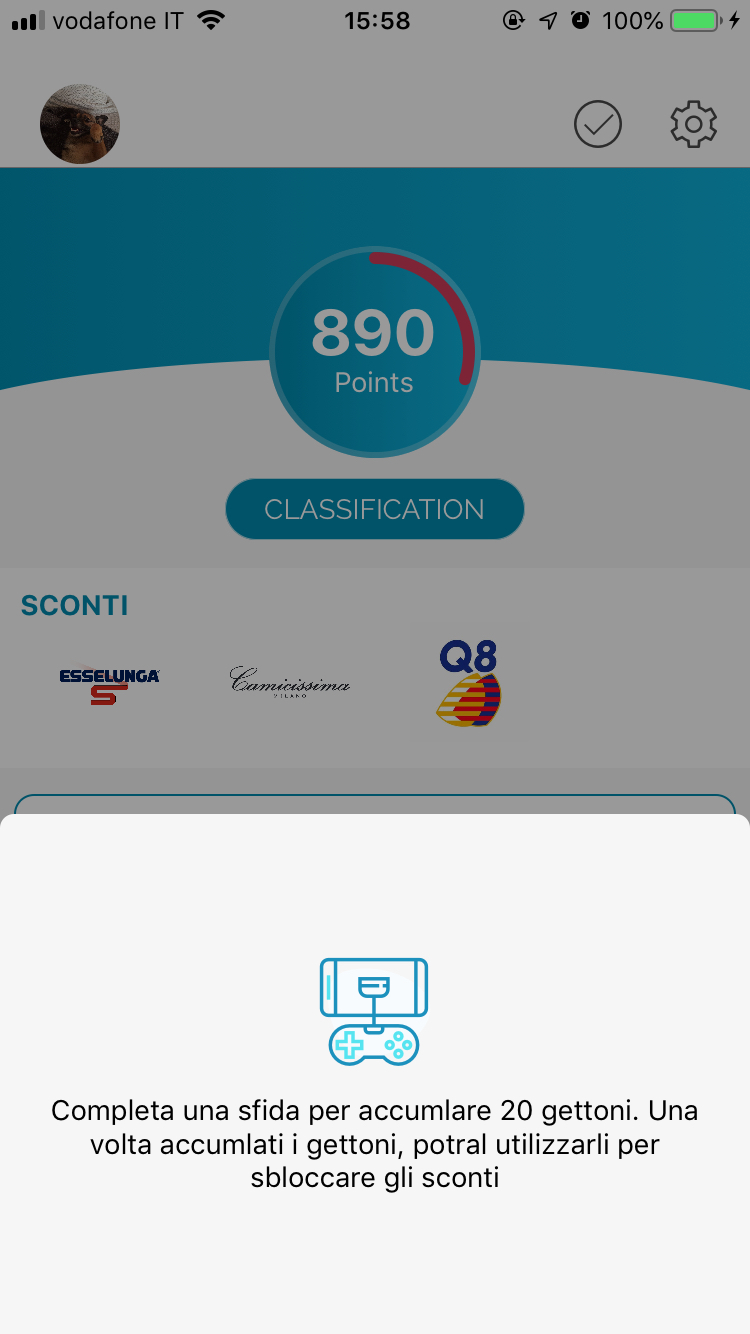 vodafone IT 15:58 100%
890
Points
CLASSIFICATION
SCONTI
ESSELUNGA
S
Camicissima
MILANO
Q8
Completa una sfida per accumlare 20 gettoni. Una
volta accumlati i gettoni, potral utilizzarli per
sbloccare gli sconti